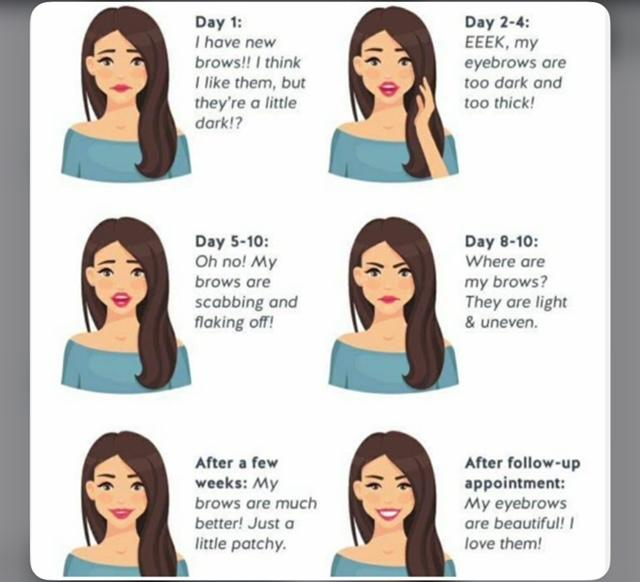 Day 1:
I have new
brows!! I think
I like them, but
they're a little
dark!?
Day 2-4:
EEEK, my
eyebrows are
too dark and
too thick!
Day 5-10:
Oh no! My
brows are
scabbing and
flaking off!
Day 8-10:
Where are
my brows?
They are light
& uneven.
After a few
weeks: My
brows are much
better! Just a
little patchy.
After follow-up
appointment:
My eyebrows
are beautiful! I
love them!